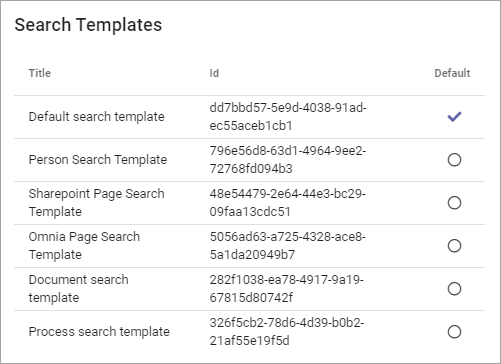 Search Templates
Title Id Default
Default search template dd7bbd57-5e9d-4038-91ad-
ec55aceb1cb1
Person Search Template 796e56d8-63d1-4964-9ee2-
72768fd094b3
Sharepoint Page Search 48e54479-2e64-44e3-bc29-
Template 09faa13cdc51
Omnia Page Search 5056ad63-a725-4328-ace8-
Template 5a1da20949b7
Document search 282f1038-ea78-4917-9a19-
template 67815d80742f
Process search template 326f5cb2-78d6-4d39-b0b2-
21af55e19f5d